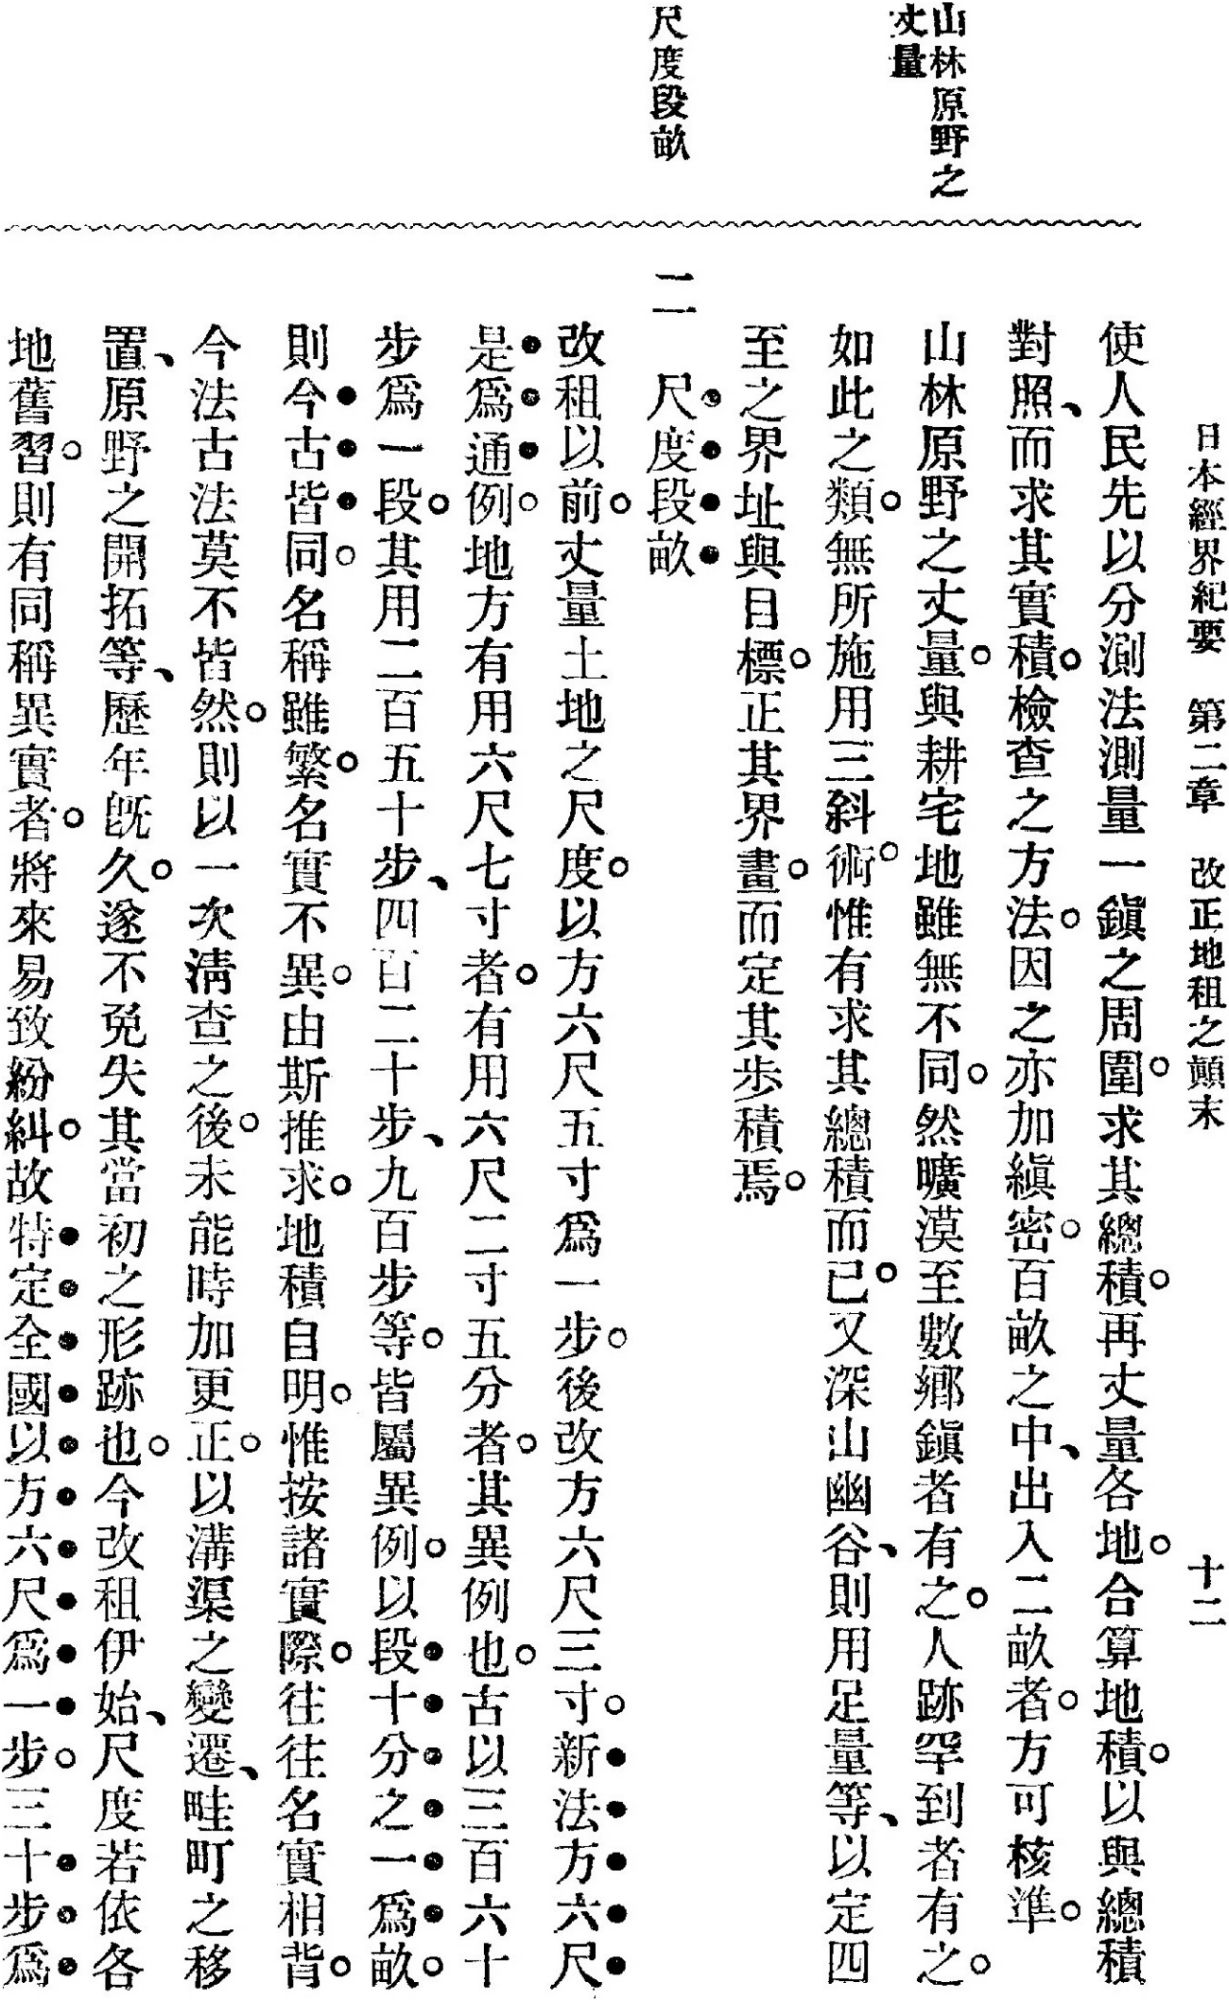 日本經界紀要　第二章　改正地租之顚末　十二
山林原野之
丈量
尺度段畝
使人民先以分測法測量一鎭之周圍。求其總積。再丈量各地。合算地積。以與總積
對照、而求其實積。檢查之方法。因之亦加縝密。百畝之中、出入二畝者。方可核準。
山林原野之丈量。與耕宅地雖無不同。然曠漠至數鄉鎭者有之。人跡罕到者有之。
如此之類。無所施用三斜術。惟有求其總積而已。又深山幽谷、則用足量等、以定四
至之界址與目標。正其界畫。而定其步積焉。
二　尺度段畝
改租以前。丈量土地之尺度。以方六尺五寸爲一步。後改方六尺三寸。新法方六尺
是爲通例。地方有用六尺七寸者。有用六尺二寸五分者。其異例也。古以三百六十
步爲一段。其用二百五十步、四百二十步、九百步等。皆屬異例。以段十分之一爲畝。
則今古皆同。名稱雖繁。名實不異。由斯推求。地積自明。惟按諸實際。往往名實相背。
今法古法莫不皆然。則以一次淸查之後。未能時加更正。以溝渠之變遷、畦町之移
置、原野之開拓等、歷年旣久。遂不免失其當初之形跡也。今改租伊始、尺度若依各
地舊習。則有同稱異實者。將來易致紛糾。故特定全國以方六尺爲一步。三十步爲